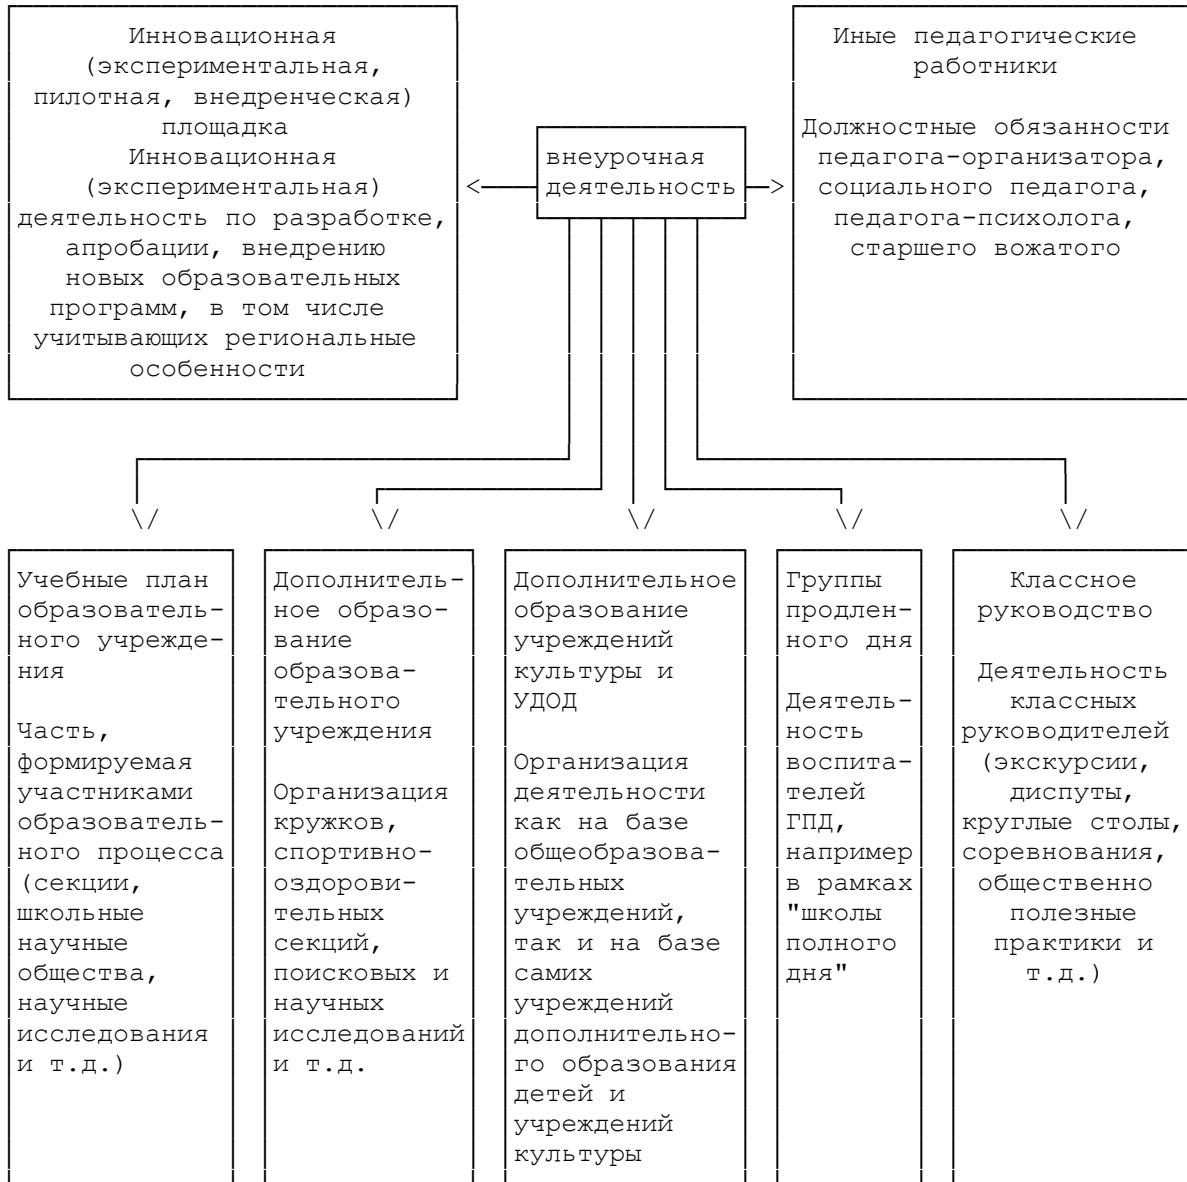 Инновационная
(экспериментальная,
пилотная, внедренческая)
площадка
Инновационная
(экспериментальная)
деятельность по разработке,
апробации, внедрению
новых образовательных
программ, в том числе
учитывающих региональные
особенности
внеурочная
деятельность
Иные педагогические
работники
Должностные обязанности
педагога-организатора,
социального педагога,
педагога-психолога,
старшего вожатого
Учебные план
образователь-
ного учрежде-
ния
Часть,
формируемая
участниками
образователь-
ного процесса
(секции,
школьные
научные
общества,
научные
исследования
и т.д.)
Дополнитель-
ное образо-
вание
образова-
тельного
учреждения
Организация
кружков,
спортивно-
оздорови-
тельных
секций,
поисковых и
научных
исследований
и т.д.
Дополнительное
образование
учреждений
культуры и
УДОД
Организация
деятельности
как на базе
общеобразова-
тельных
учреждений,
так и на базе
самих
учреждений
дополнительно-
го образования
детей и
учреждений
культуры
Группы
продлен-
ного дня
Деятель-
ность
воспита-
телей
ГПД,
например
в рамках
"школы
полного
дня"
Классное
руководство
Деятельность
классных
руководителей
(экскурсии,
диспуты,
круглые столы,
соревнования,
общественно
полезные
практики и
т.д.)